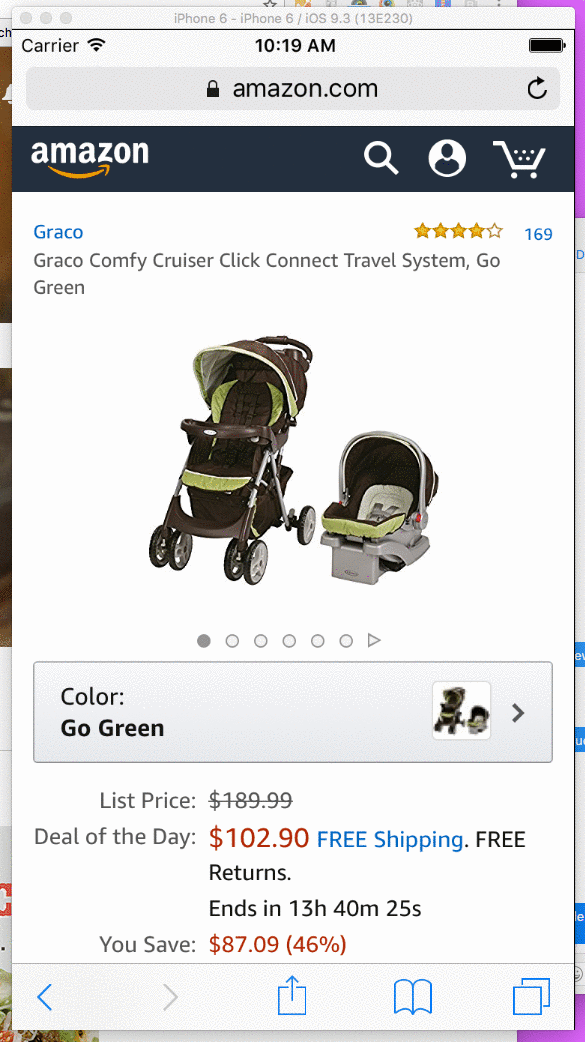 iPhone 6 - iPhone 6 / iOS 9.3 (13E230)
Carrier 10:19 AM
amazon.com
amazon
Graco 169
Graco Comfy Cruiser Click Connect Travel System, Go
Green
Color:
Go Green
List Price: $189.99
Deal of the Day: $102.90 FREE Shipping. FREE
Returns.
Ends in 13h 40m 25s
You Save: $87.09 (46%)